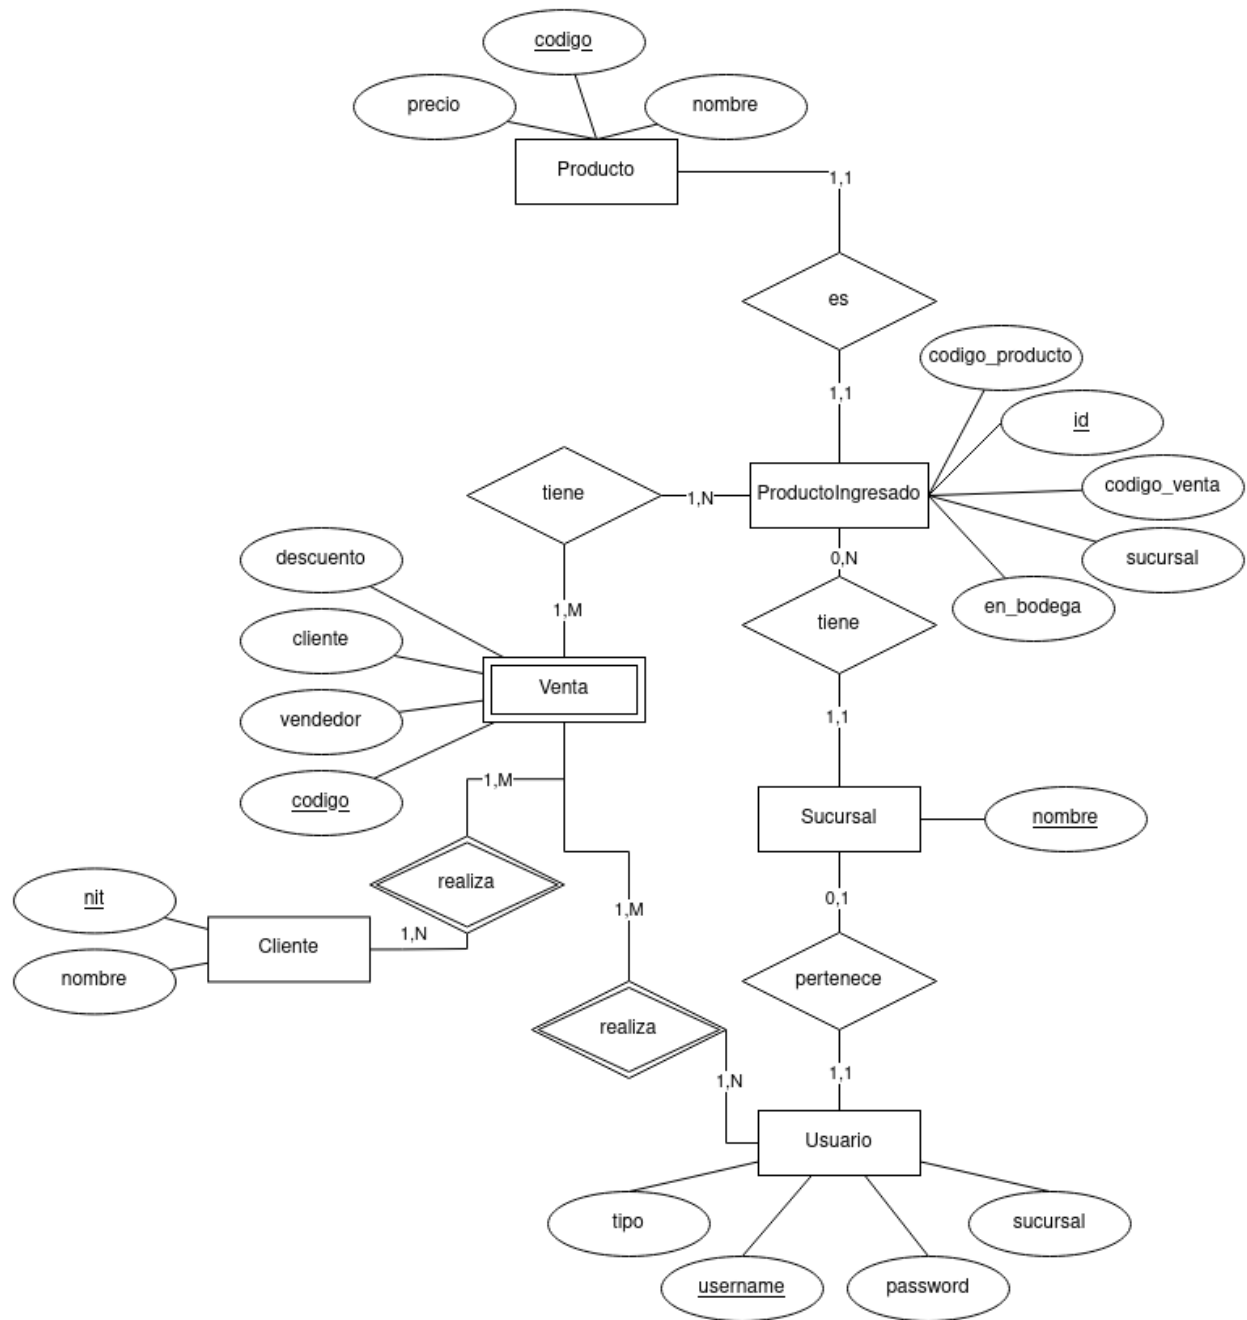 codigo
precio
nombre
Producto
1,1
es
codigo_producto
1,1
id
tiene
1,N
ProductoIngresado
codigo_venta
descuento
0,N
sucursal
cliente
1,M
tiene
en_bodega
Venta
vendedor
1,1
codigo
1,M
Sucursal
nombre
realiza
nit
1,N
Cliente
nombre
1,M
0,1
pertenece
realiza
1,N
1,1
Usuario
tipo
sucursal
username
password